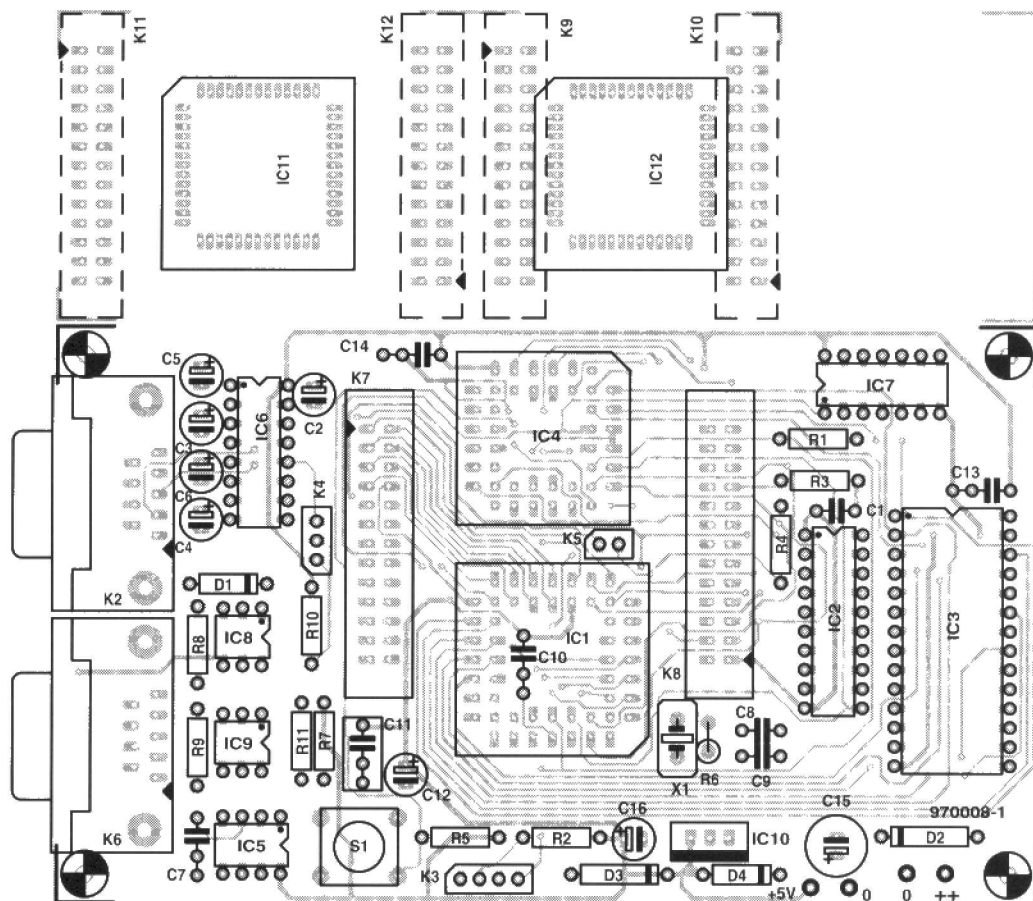 K11
K12
K9
K10
IC11
IC12
C5
C14
K7
IC6
C2
IC7
IC4
R1
C3
K4
R3
C13
C6
C1
C4
K5
R4
K2
D1
R10
IC1
IC2
IC3
R8
IC8
C10
K8
C11
C8
R9
IC9
R11
R7
R6
C9
X1
C12
C16
C15
970008-1
K6
IC5
S1
R5
R2
IC10
D2
C7
K3
D3
D4
+5V
0
0
++